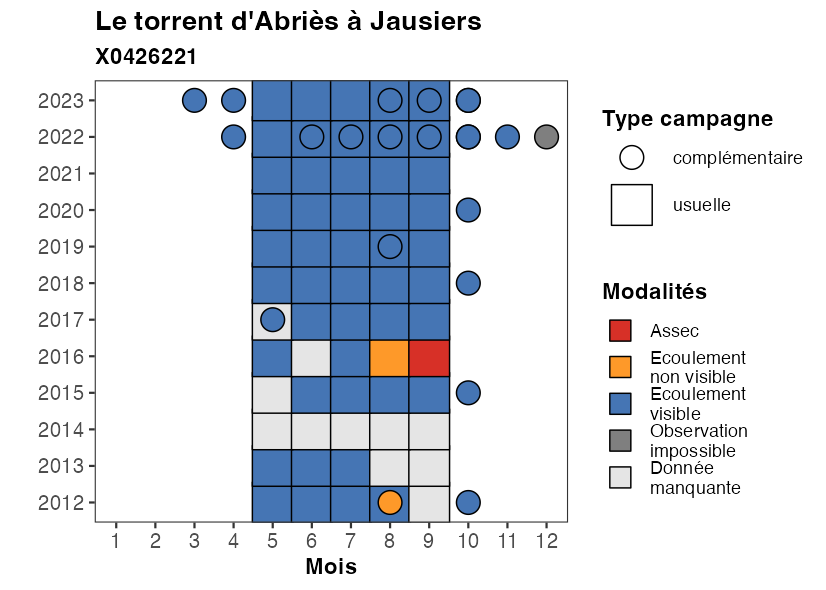 Le torrent d'Abriès à Jausiers
X0426221
2023
2022
2021
2020
2019
2018
2017
2016
2015
2014
2013
2012
1 2 3 4 5 6 7 8 9 10 11 12
Mois
Type campagne
complémentaire
usuelle
Modalités
Assec
Ecoulement
non visible
Ecoulement
visible
Observation
impossible
Donnée
manquante